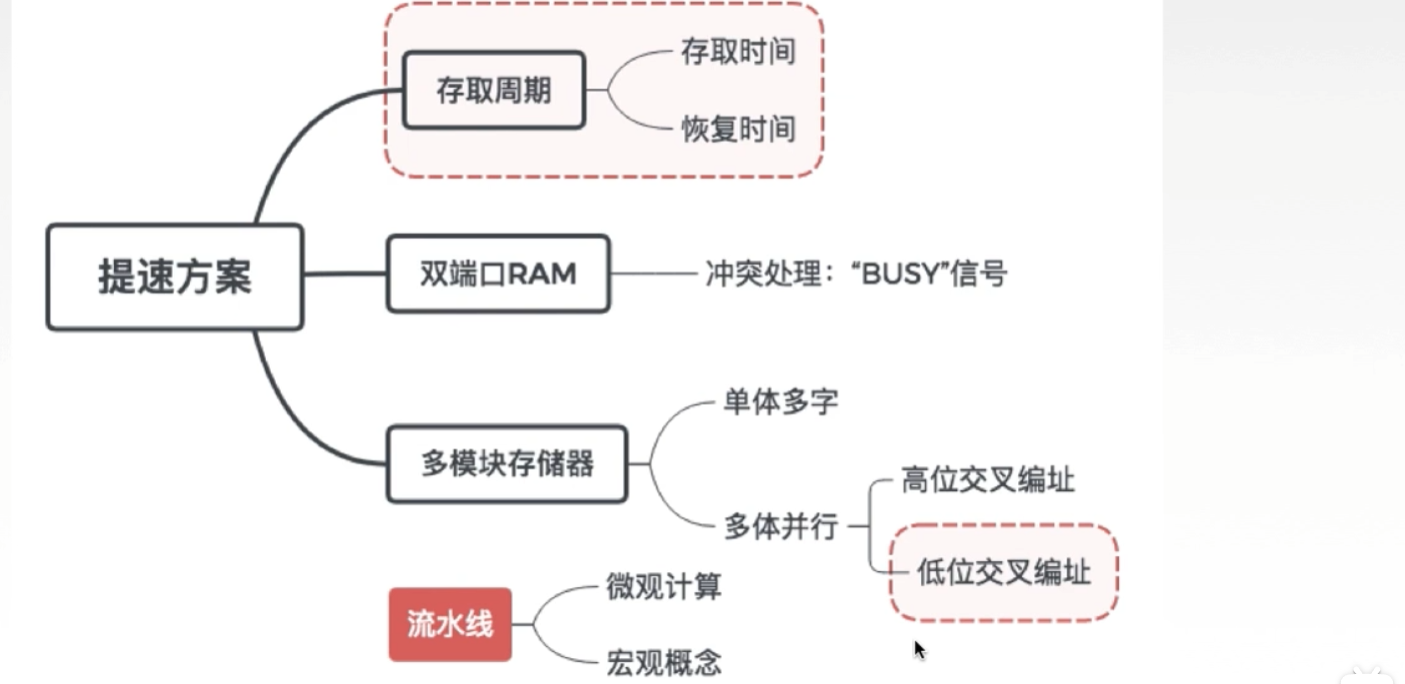 存取时间
存取周期
恢复时间
提速方案
双端口RAM
冲突处理：“BUSY”信号
单体多字
多模块存储器
高位交叉编址
多体并行
低位交叉编址
微观计算
流水线
宏观概念